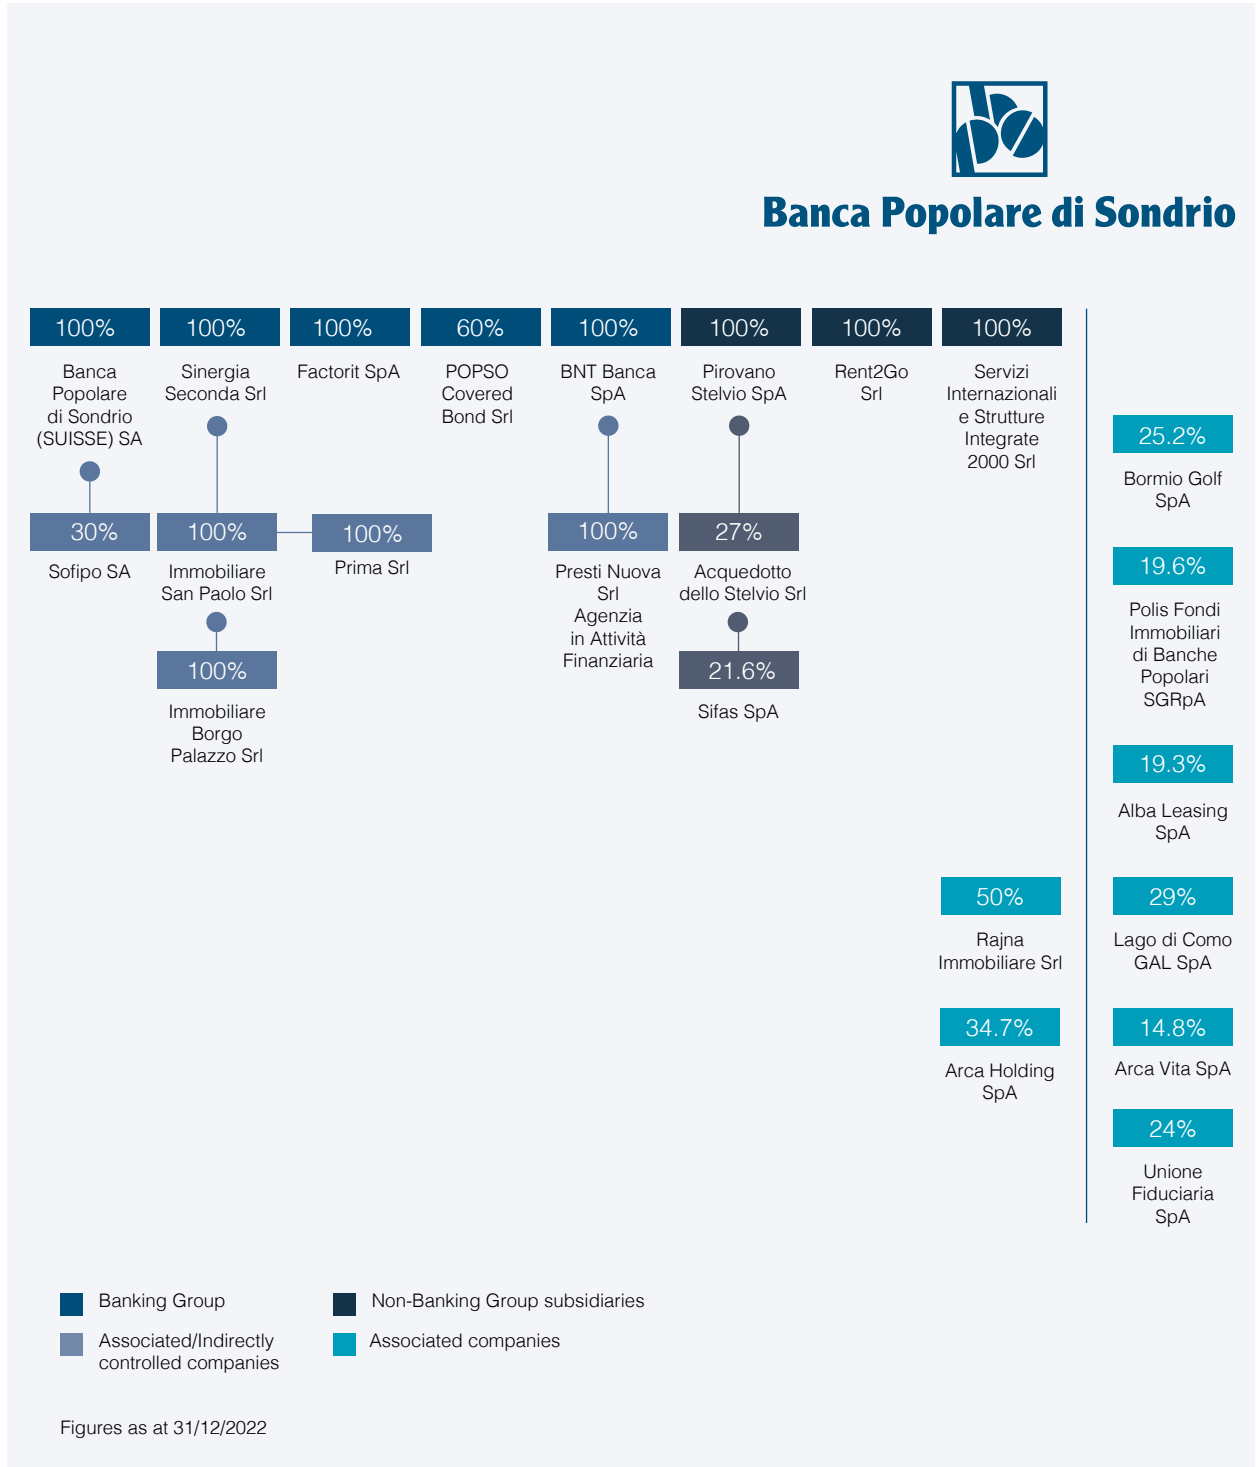 Banca Popolare di Sondrio
100%
Banca
Popolare
di Sondrio
(SUISSE) SA
100%
Sinergia
Seconda Srl
100%
Factorit SpA
60%
POPSO
Covered
Bond Srl
100%
BNT Banca
SpA
100%
Pirovano
Stelvio SpA
100%
Rent2Go
Srl
100%
Servizi
Internazionali
e Strutture
Integrate
2000 Srl
30%
Sofipo SA
100%
Immobiliare
San Paolo Srl
100%
Prima Srl
100%
Presti Nuova
Srl
Agenzia
in Attività
Finanziaria
27%
Acquedotto
dello Stelvio Srl
100%
Immobiliare
Borgo
Palazzo Srl
21.6%
Sifas SpA
50%
Rajna
Immobiliare Srl
34.7%
Arca Holding
SpA
25.2%
Bormio Golf
SpA
19.6%
Polis Fondi
Immobiliari
di Banche
Popolari
SGRpA
19.3%
Alba Leasing
SpA
29%
Lago di Como
GAL SpA
14.8%
Arca Vita SpA
24%
Unione
Fiduciaria
SpA
Banking Group
Non-Banking Group subsidiaries
Associated/Indirectly
controlled companies
Associated companies
Figures as at 31/12/2022